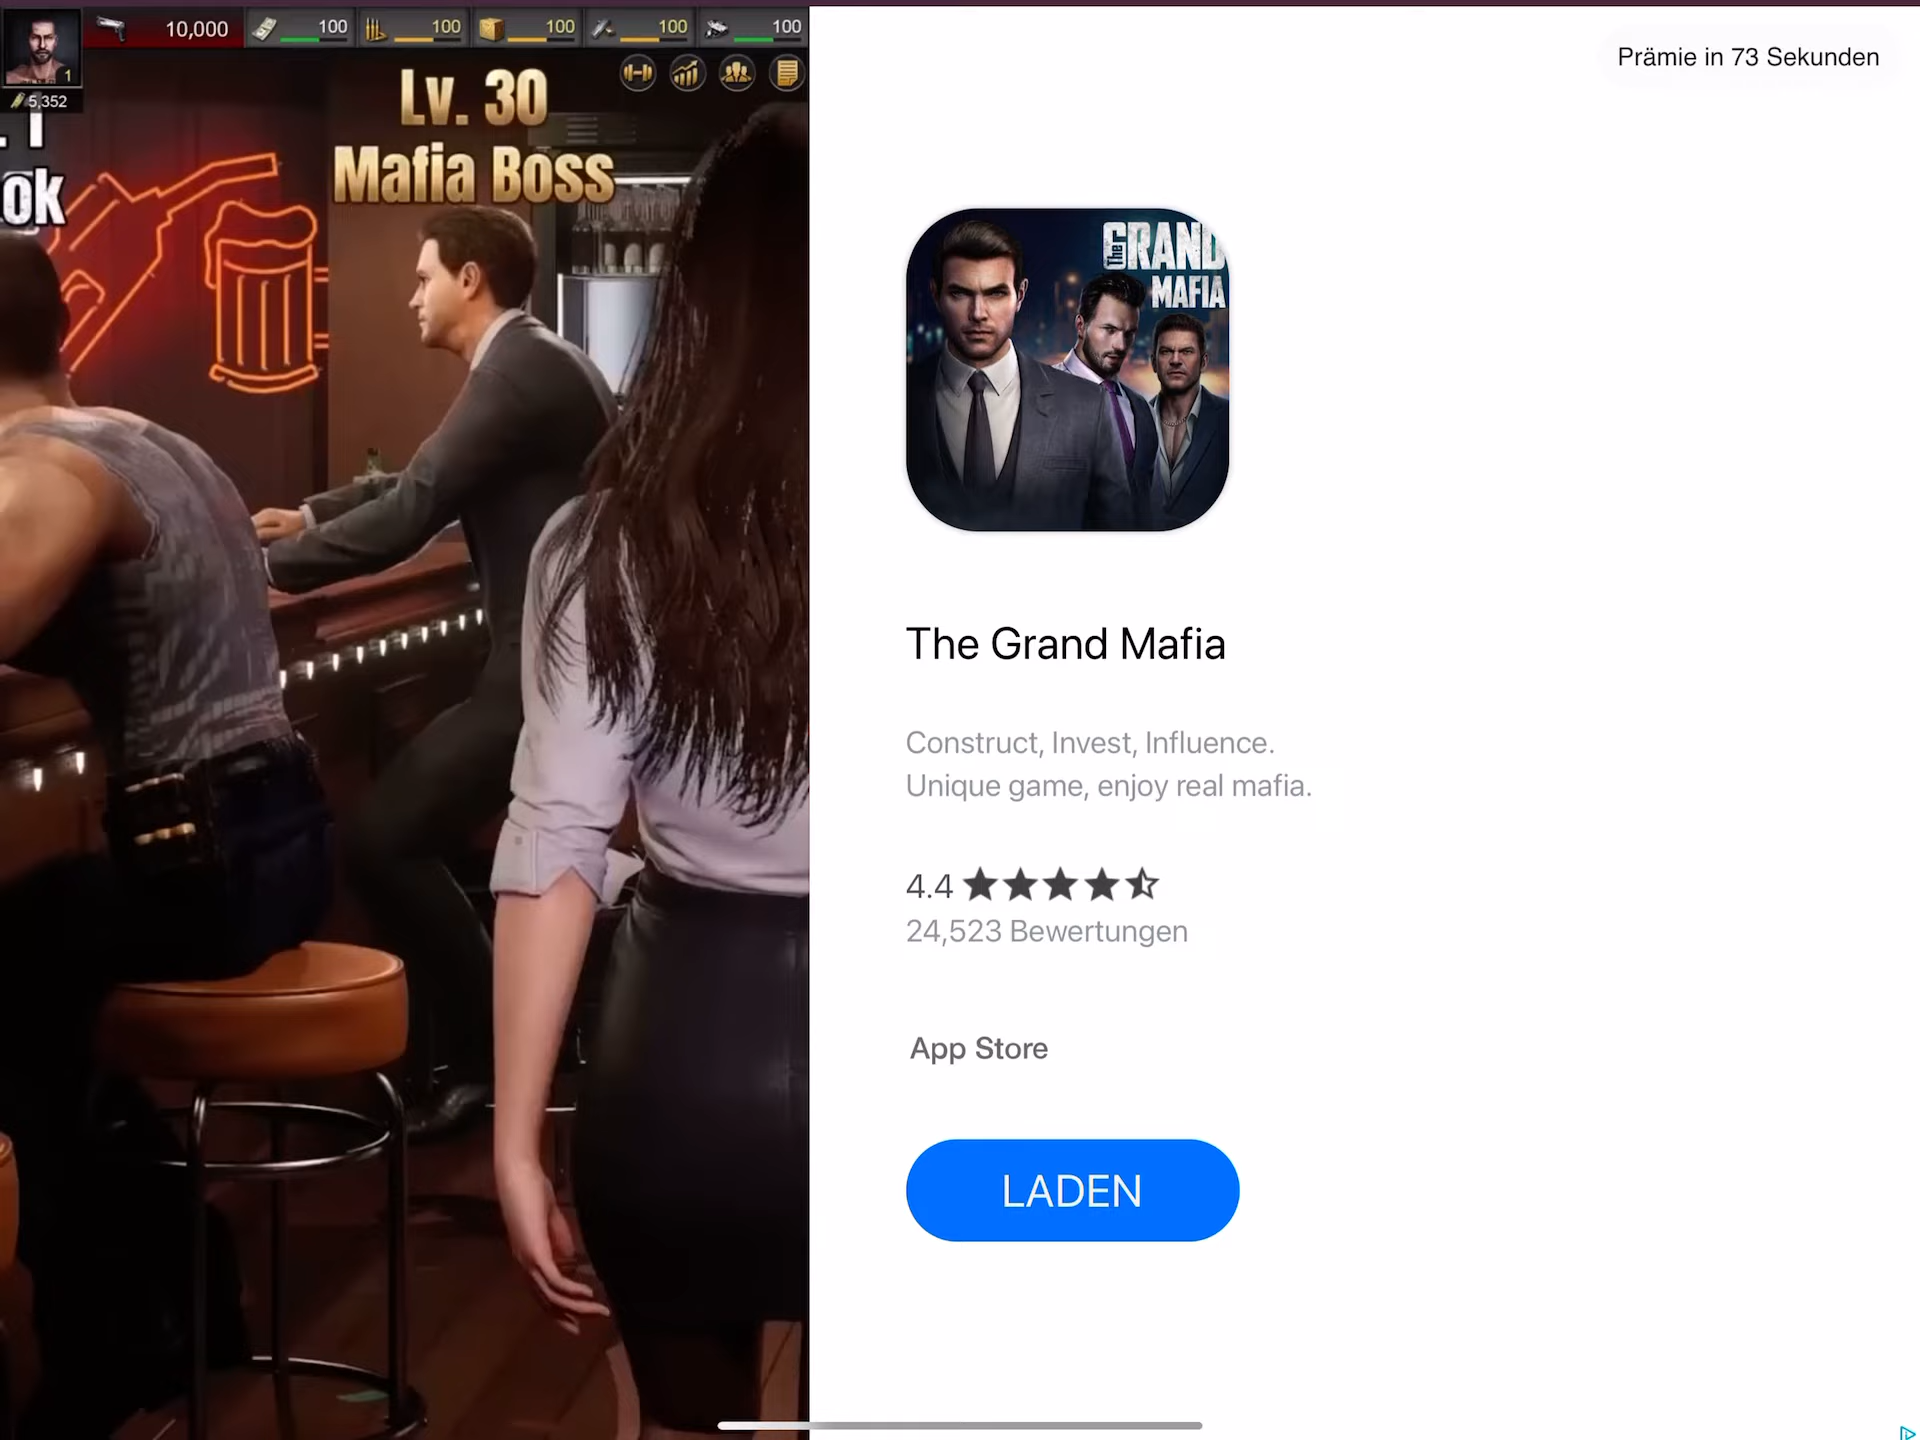 10,000
100
100
100
100
100
1
5,352
Lv. 30
Mafia Boss
ok
Prämie in 73 Sekunden
The GRAND
MAFIA
The Grand Mafia
Construct, Invest, Influence.
Unique game, enjoy real mafia.
4.4
24,523 Bewertungen
App Store
LADEN